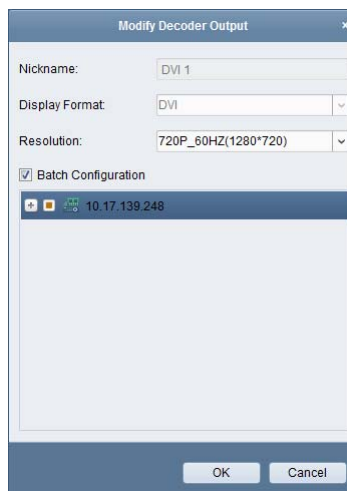 Modify Decoder Output ×
Nickname: DVI 1
Display Format: DVI
Resolution: 720P_60HZ(1280*720)
Batch Configuration
10.17.139.248
OK Cancel